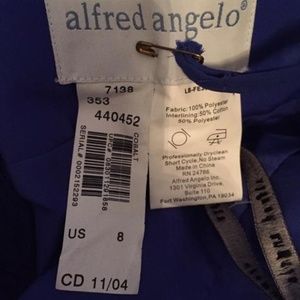 alfred angelo®
7138
353
440452
COBALT
SERIAL # 0002152293
US 8
CD 11/04
Fabric: 100% Polyester
Interlining: 50% Cotton
50% Polyester
Professionally Dryclean
Short Cycle, No Steam
Made in China
RN 24786
Alfred Angelo Inc.
1301 Virginia Drive,
Suite 110
Fort Washington, PA 19034